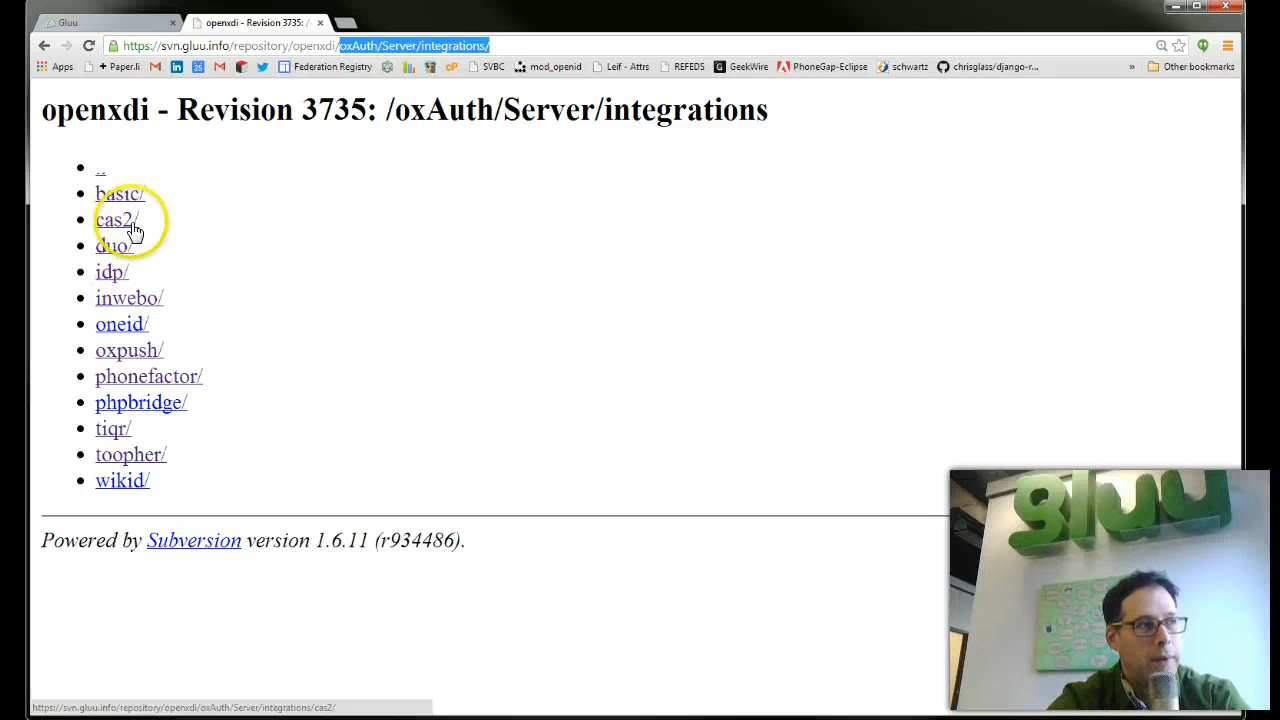 Gluu
openxdi - Revision 3735: /
https://svn.gluu.info/repository/openxdi/oxAuth/Server/integrations/
Apps
+ Paper.li
25
Federation Registry
cP
SVBC
mod_openid
Leif - Attrs
REFEDS
GeekWire
PhoneGap-Eclipse
schwartz
chrisglass/django-r...
»
Other bookmarks
openxdi - Revision 3735: /oxAuth/Server/integrations
..
basic/
cas2/
duo/
idp/
inwebo/
oneid/
oxpush/
phonefactor/
phpbridge/
tiqr/
toopher/
wikid/
Powered by Subversion version 1.6.11 (r934486).
gluu
https://svn.gluu.info/repository/openxdi/oxAuth/Server/integrations/cas2/